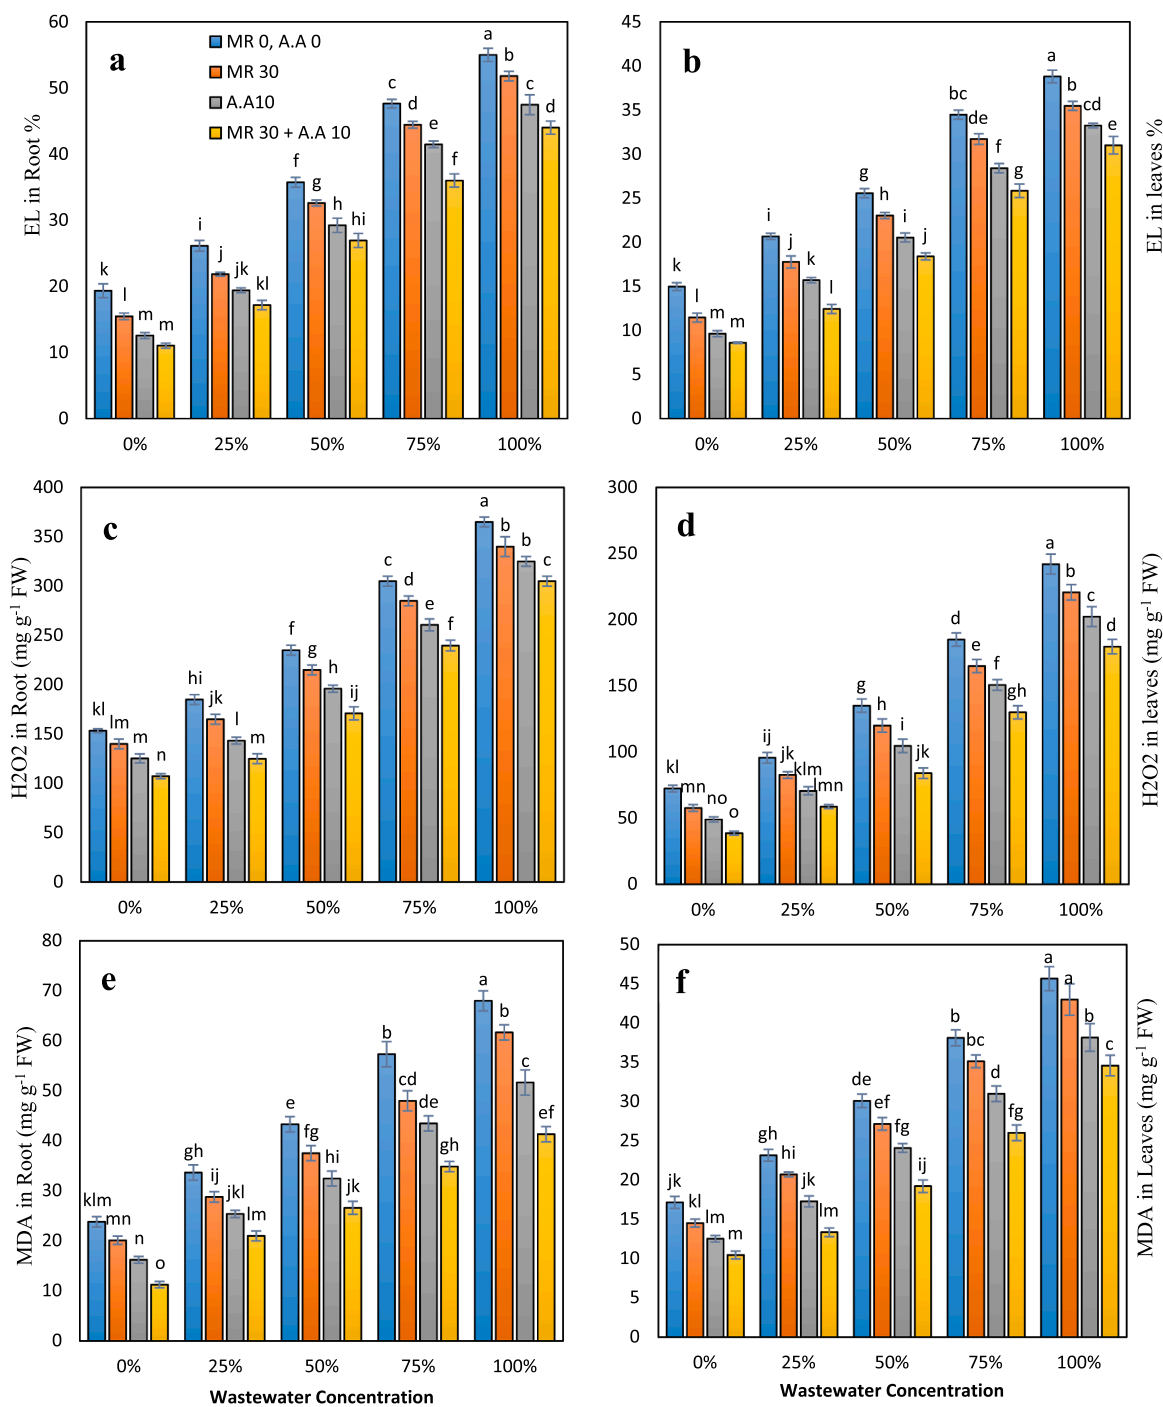 a
MR 0, A.A 0
MR 30
A.A10
MR 30 + A.A 10
EL in Root %
60
50
40
30
20
10
0
k l m m
i j jk kl
f g h hi
c d e f
a b c d
0% 25% 50% 75% 100%
b
EL in leaves %
45
40
35
30
25
20
15
10
5
0
k l m m
i j k l
g h i j
bc de f g
a b cd e
0% 25% 50% 75% 100%
c
H2O2 in Root (mg g-1 FW)
400
350
300
250
200
150
100
50
0
kl lm m n
hi jk l m
f g h ij
c d e f
a b b c
0% 25% 50% 75% 100%
d
H2O2 in leaves (mg g-1 FW)
300
250
200
150
100
50
0
kl mn no o
ij jk klm lmn
g h i jk
d e f gh
a b c d
0% 25% 50% 75% 100%
e
MDA in Root (mg g-1 FW)
80
70
60
50
40
30
20
10
0
klm mn n o
gh ij jkl lm
e fg hi jk
b cd de gh
a b c ef
0% 25% 50% 75% 100%
Wastewater Concentration
f
MDA in Leaves (mg g-1 FW)
50
45
40
35
30
25
20
15
10
5
0
jk kl lm m
gh hi jk lm
de ef fg ij
b bc d fg
a a b c
0% 25% 50% 75% 100%
Wastewater Concentration